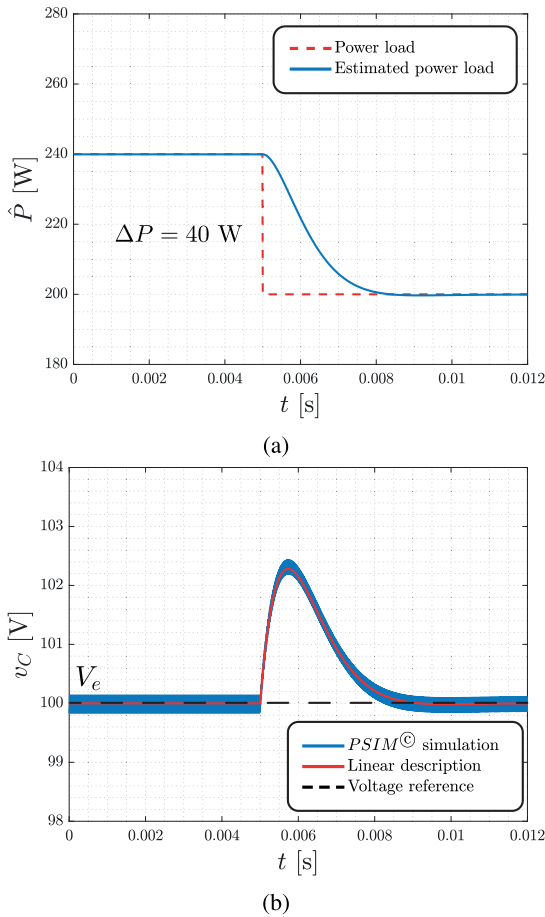 280
260
240
220
200
180
P̂ [W]
Power load
Estimated power load
ΔP = 40 W
0 0.002 0.004 0.006 0.008 0.01 0.012
t [s]
(a)
104
103
102
101
100
99
98
v_C [V]
V_e
PSIM© simulation
Linear description
Voltage reference
0 0.002 0.004 0.006 0.008 0.01 0.012
t [s]
(b)